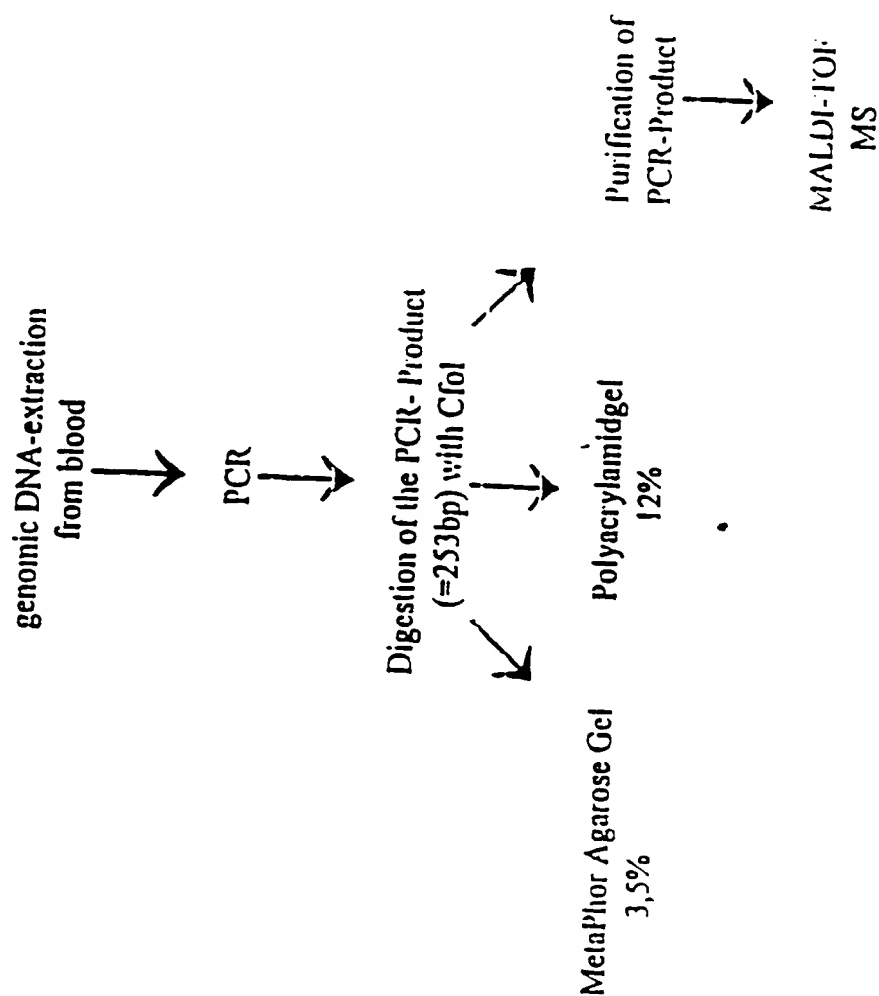 genomic DNA-extraction
from blood
PCR
Digestion of the PCR- Product
(=253bp) with CfoI
MetaPhor Agarose Gel
3,5%
Polyacrylamidgel
12%
Purification of
PCR-Product
MALDI-TOF
MS